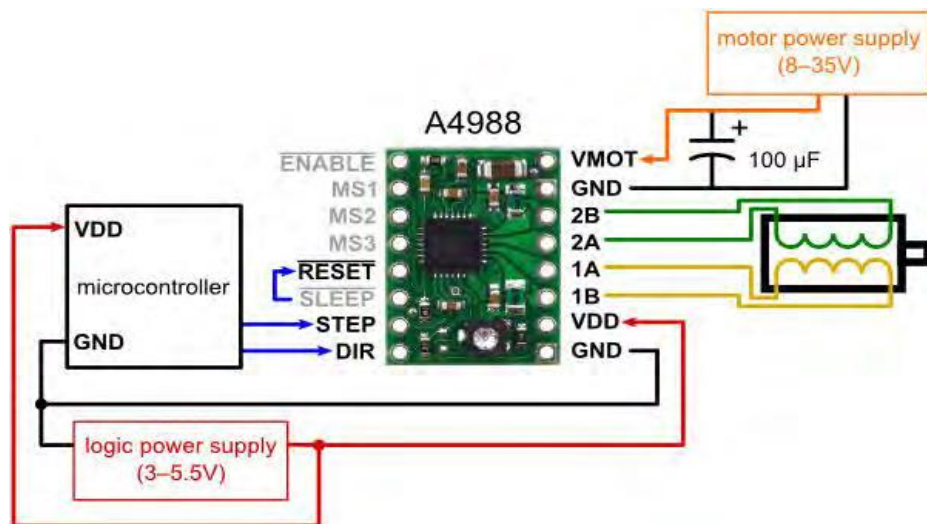 motor power supply
(8–35V)
A4988
+
100 µF
ENABLE
MS1
MS2
MS3
RESET
SLEEP
STEP
DIR
VMOT
GND
2B
2A
1A
1B
VDD
GND
VDD
microcontroller
GND
logic power supply
(3–5.5V)